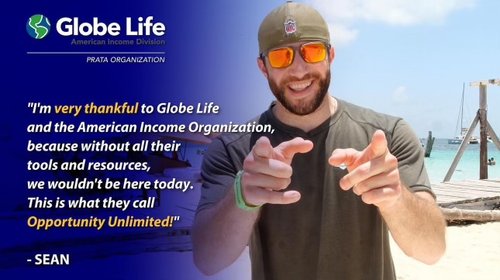 Globe Life
American Income Division
PRATA ORGANIZATION
"I'm very thankful to Globe Life
and the American Income Organization,
because without all their
tools and resources,
we wouldn't be here today.
This is what they call
Opportunity Unlimited!"
- SEAN